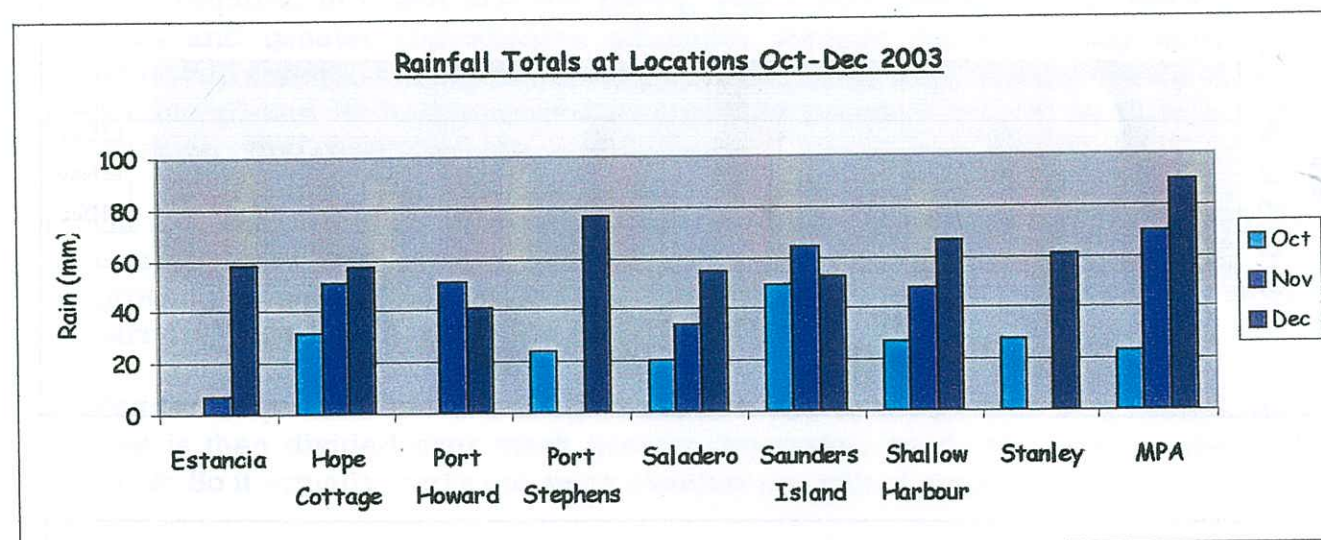 Rainfall Totals at Locations Oct-Dec 2003
100
80
60
40
20
0
Rain (mm)
Estancia
Hope
Cottage
Port
Howard
Port
Stephens
Saladero
Saunders
Island
Shallow
Harbour
Stanley
MPA
Oct
Nov
Dec